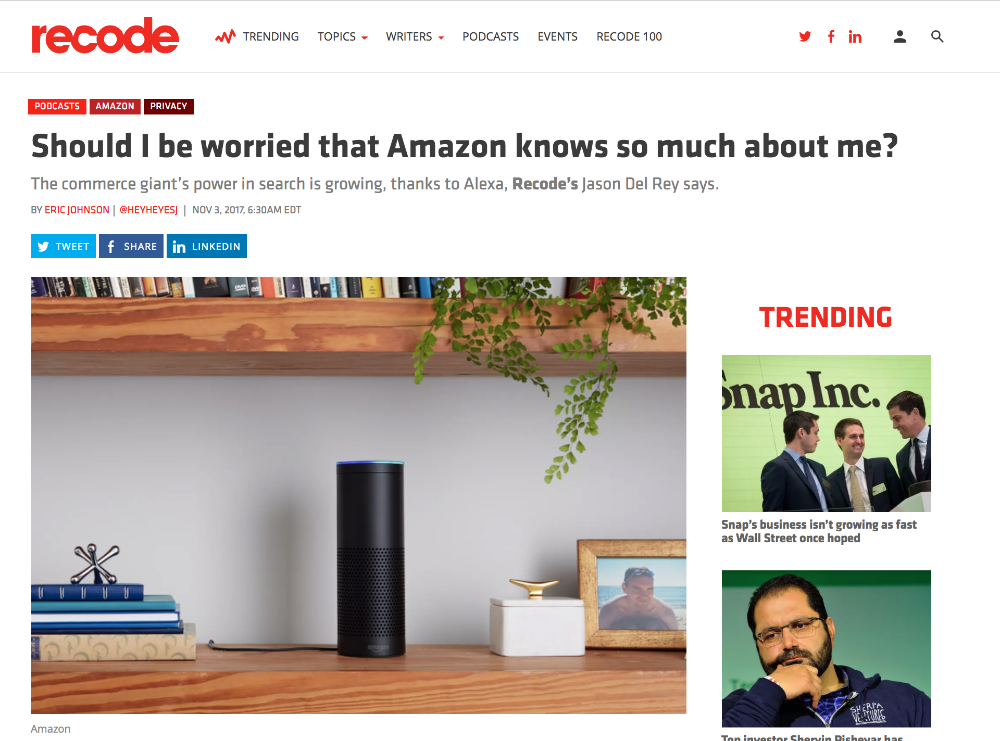 recode
TRENDING
TOPICS
WRITERS
PODCASTS
EVENTS
RECODE 100
PODCASTS
AMAZON
PRIVACY
Should I be worried that Amazon knows so much about me?
The commerce giant's power in search is growing, thanks to Alexa, Recode's Jason Del Rey says.
BY ERIC JOHNSON | @HEYHEYESJ | NOV 3, 2017, 6:30AM EDT
TWEET
SHARE
LINKEDIN
DVD
DVD
amazon
Amazon
TRENDING
Snap Inc.
Snap's business isn't growing as fast
as Wall Street once hoped
SHERPA
VENTURES
Top investor Shervin Pishevar has